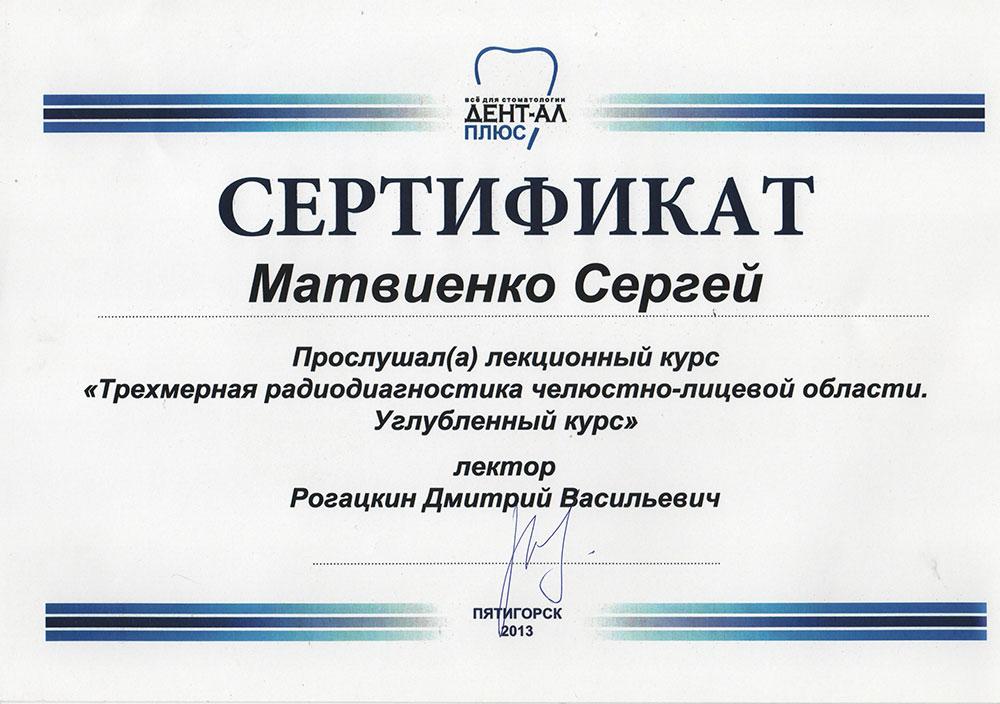 всё для стоматологии
ДЕНТ-АЛ
ПЛЮС
СЕРТИФИКАТ
Матвиенко Сергей
Прослушал(а) лекционный курс
«Трехмерная радиодиагностика челюстно-лицевой области.
Углубленный курс»
лектор
Рогацкин Дмитрий Васильевич
ПЯТИГОРСК
2013